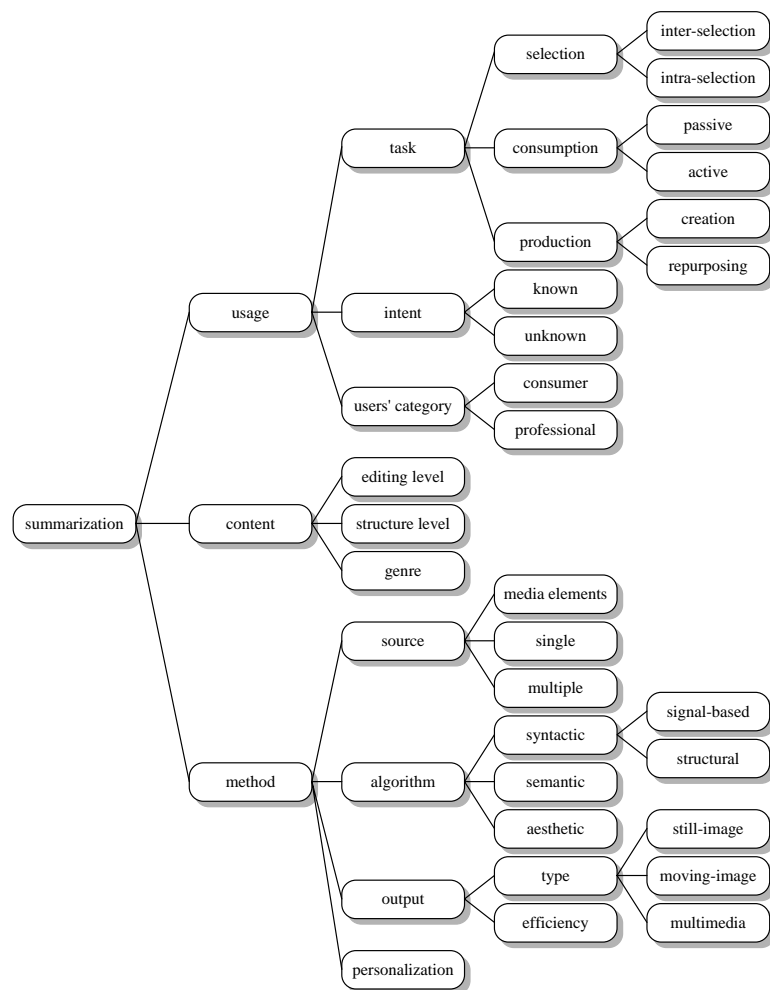 inter-selection
selection
intra-selection
passive
task
consumption
active
creation
production
repurposing
known
usage
intent
unknown
consumer
users' category
professional
editing level
summarization
content
structure level
genre
media elements
source
single
multiple
signal-based
syntactic
structural
method
algorithm
semantic
aesthetic
still-image
type
moving-image
output
efficiency
multimedia
personalization